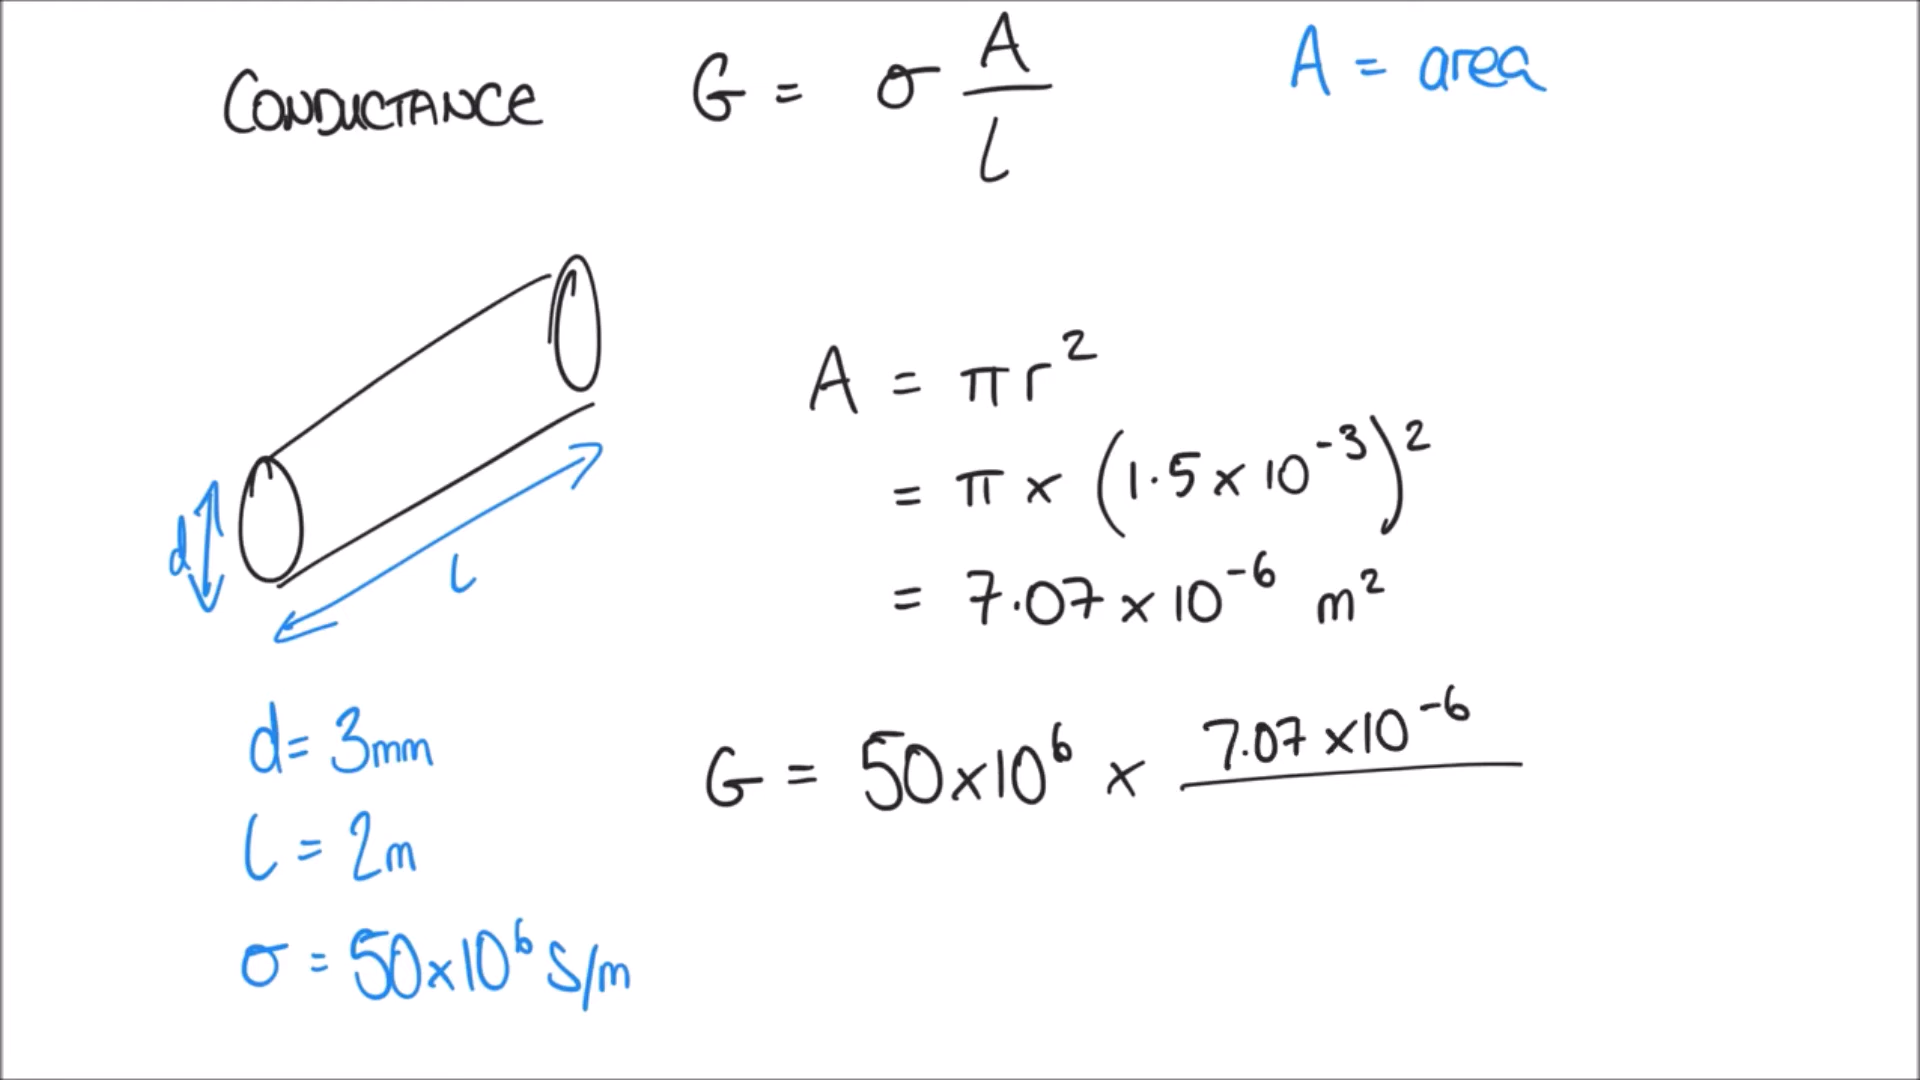 CONDUCTANCE G = σ A/l
A = area
d
l
A = πr²
= π × (1.5 × 10⁻³)²
= 7.07 × 10⁻⁶ m²
d = 3mm
l = 2m
σ = 50×10⁶ S/m
G = 50×10⁶ × 7.07 ×10⁻⁶